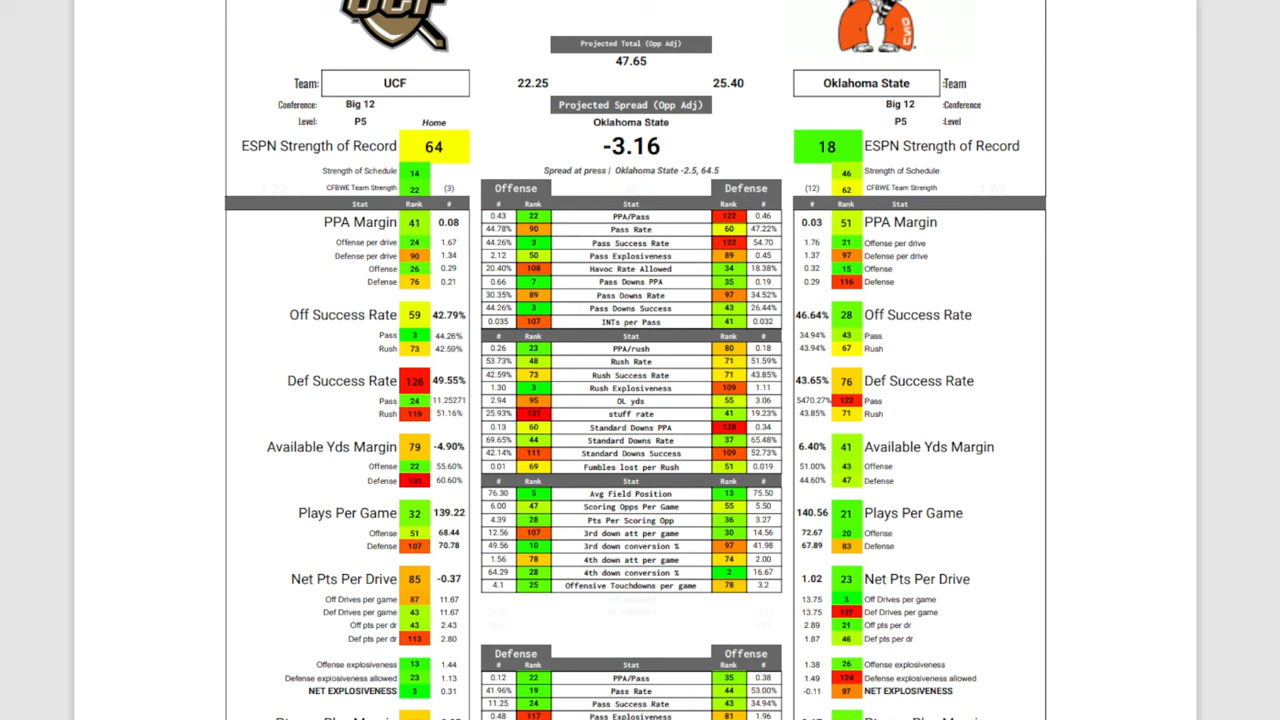 UCF
OSU
Projected Total (Opp Adj)
47.65
Team: UCF 22.25 25.40 Oklahoma State :Team
Conference: Big 12 Projected Spread (Opp Adj) Big 12 :Conference
Level: P5 Home Oklahoma State P5 :Level
ESPN Strength of Record 64 -3.16 18 ESPN Strength of Record
Strength of Schedule 14 Spread at press | Oklahoma State -2.5, 64.5 46 Strength of Schedule
1.22 CFBWE Team Strength 22 (3) Offense Defense (12) 62 CFBWE Team Strength 1.62
Stat Rank # # Rank Stat Rank # # Rank Stat
PPA Margin 41 0.08 0.43 22 PPA/Pass 122 0.46 0.03 51 PPA Margin
44.78% 90 Pass Rate 60 47.22%
Offense per drive 24 1.67 44.26% 3 Pass Success Rate 122 54.70 1.76 21 Offense per drive
Defense per drive 90 1.34 2.12 50 Pass Explosiveness 89 0.45 1.37 97 Defense per drive
Offense 26 0.29 20.40% 108 Havoc Rate Allowed 34 18.38% 0.32 15 Offense
Defense 76 0.21 0.66 7 Pass Downs PPA 35 0.19 0.29 116 Defense
30.35% 89 Pass Downs Rate 97 34.52%
Off Success Rate 59 42.79% 44.26% 3 Pass Downs Success 43 26.44% 46.64% 28 Off Success Rate
0.035 107 INTs per Pass 41 0.032
Pass 3 44.26% # Rank Stat Rank # 34.94% 43 Pass
Rush 73 42.59% 0.26 23 PPA/rush 80 0.18 43.94% 67 Rush
53.73% 48 Rush Rate 71 51.59%
Def Success Rate 126 49.55% 42.59% 73 Rush Success Rate 71 43.85% 43.65% 76 Def Success Rate
1.30 3 Rush Explosiveness 109 1.11
Pass 24 11.25271 2.94 95 OL yds 55 3.06 5470.27% 122 Pass
Rush 119 51.16% 25.93% 131 stuff rate 41 19.23% 43.85% 71 Rush
0.13 60 Standard Downs PPA 128 0.34
Available Yds Margin 79 -4.90% 69.65% 44 Standard Downs Rate 37 65.48% 6.40% 41 Available Yds Margin
42.14% 111 Standard Downs Success 109 52.73%
Offense 22 55.60% 0.01 69 Fumbles lost per Rush 51 0.019 51.00% 43 Offense
Defense 131 60.60% # Rank Stat Rank # 44.60% 47 Defense
76.30 5 Avg Field Position 13 75.50
Plays Per Game 32 139.22 6.00 47 Scoring Opps Per Game 55 5.50 140.56 21 Plays Per Game
4.39 28 Pts Per Scoring Opp 36 3.27
Offense 51 68.44 12.56 107 3rd down att per game 30 14.56 72.67 20 Offense
Defense 107 70.78 49.56 10 3rd down conversion % 97 41.98 67.89 83 Defense
1.56 78 4th down att per game 74 2.00
Net Pts Per Drive 85 -0.37 64.29 28 4th down conversion % 2 16.67 1.02 23 Net Pts Per Drive
4.1 25 Offensive Touchdowns per game 78 3.2
Off Drives per game 87 11.67 13.75 3 Off Drives per game
Def Drives per game 43 11.67 13.75 127 Def Drives per game
Off pts per dr 43 2.43 2.89 21 Off pts per dr
Def pts per dr 113 2.80 1.87 46 Def pts per dr
Defense Offense
Offense explosiveness 13 1.44 # Rank Stat Rank # 1.38 26 Offense explosiveness
Defense explosiveness allowed 23 1.13 0.12 22 PPA/Pass 35 0.38 1.49 124 Defense explosiveness allowed
NET EXPLOSIVENESS 3 0.31 41.96% 19 Pass Rate 44 53.00% -0.11 97 NET EXPLOSIVENESS
11.25 24 Pass Success Rate 43 34.94%
0.48 117 Pass Explosiveness 81 1.96